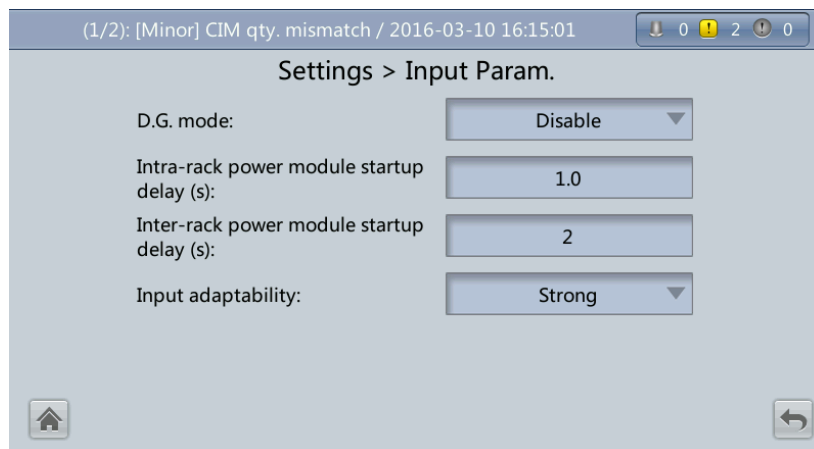 (1/2): [Minor] CIM qty. mismatch / 2016-03-10 16:15:01 0 2 0
Settings > Input Param.
D.G. mode: Disable
Intra-rack power module startup
delay (s): 1.0
Inter-rack power module startup
delay (s): 2
Input adaptability: Strong